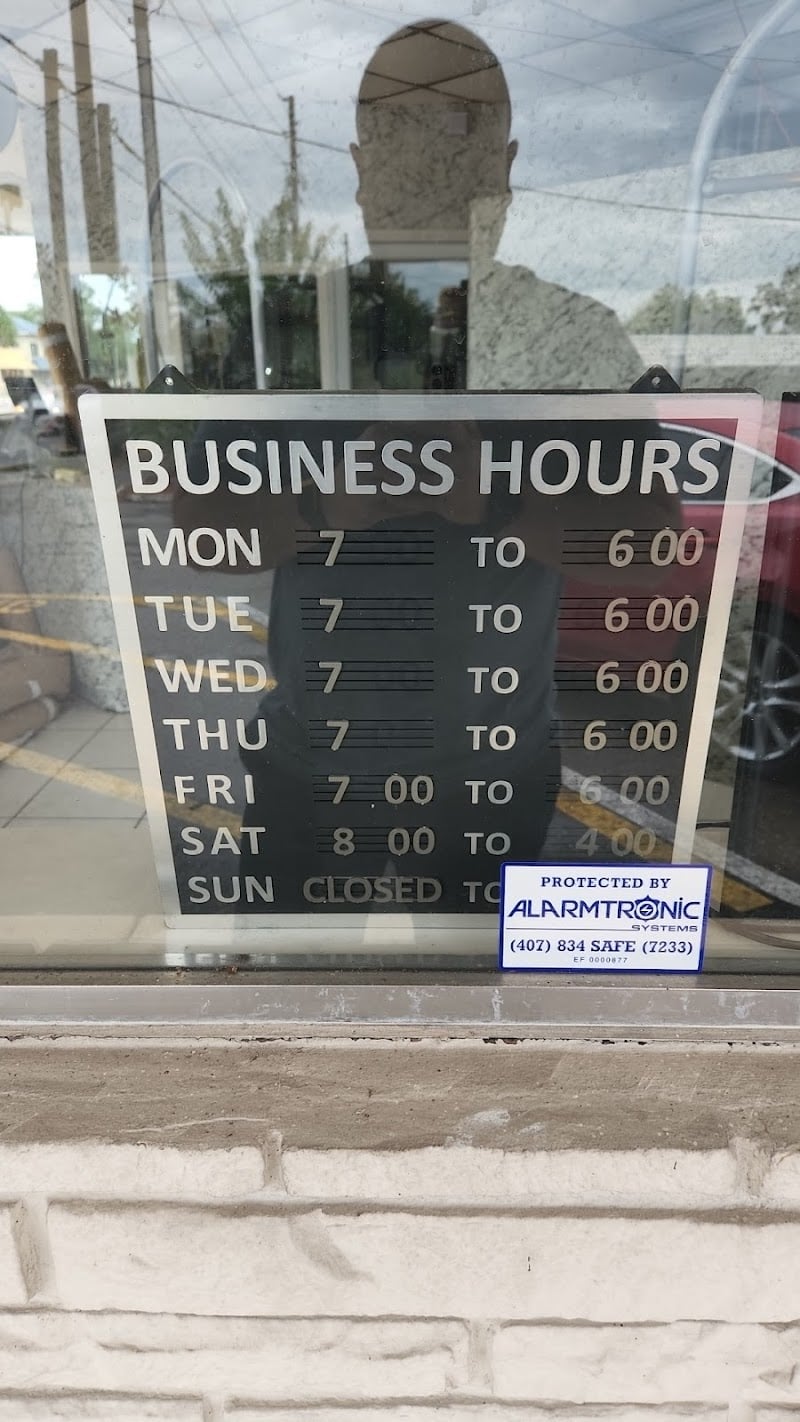 BUSINESS HOURS
MON 7 TO 6 00
TUE 7 TO 6 00
WED 7 TO 6 00
THU 7 TO 6 00
FRI 7 00 TO 6 00
SAT 8 00 TO 4 00
SUN CLOSED TO
PROTECTED BY
ALARMTRONIC
SYSTEMS
(407) 834 SAFE (7233)
EF 0000877